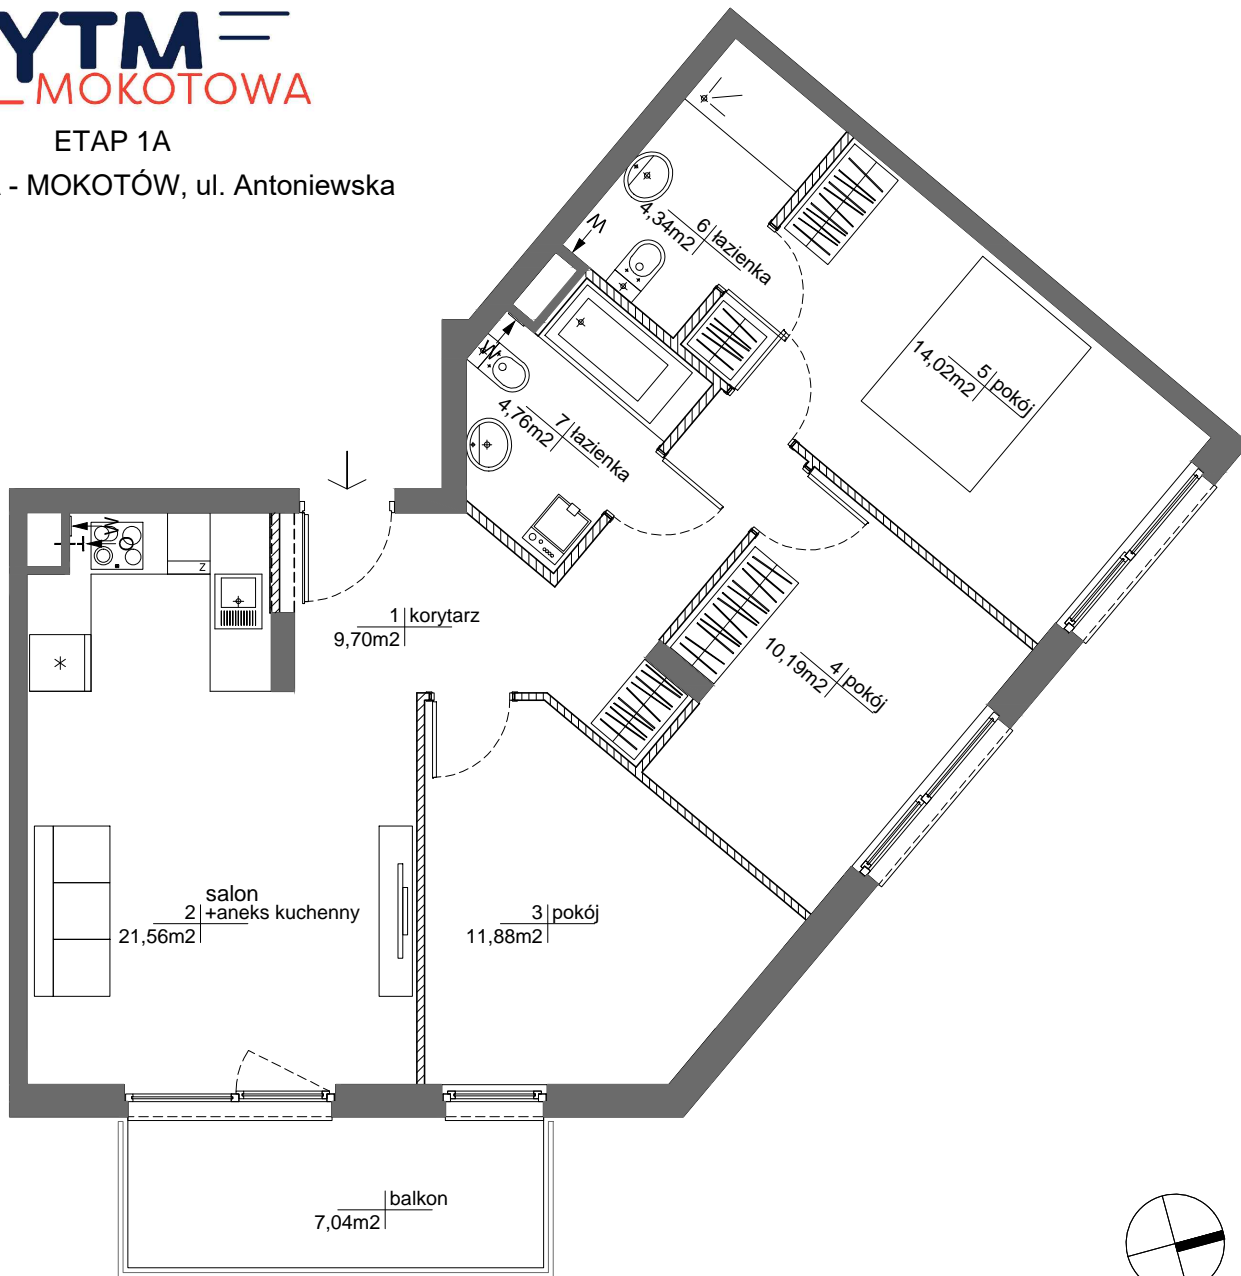 YTM
MOKOTOWA
ETAP 1A
- MOKOTÓW, ul. Antoniewska
6 łazienka
4,34m2
5 pokój
14,02m2
7 łazienka
4,76m2
W
W
W
z
1 korytarz
9,70m2
4 pokój
10,19m2
salon
2 +aneks kuchenny
21,56m2
3 pokój
11,88m2
balkon
7,04m2